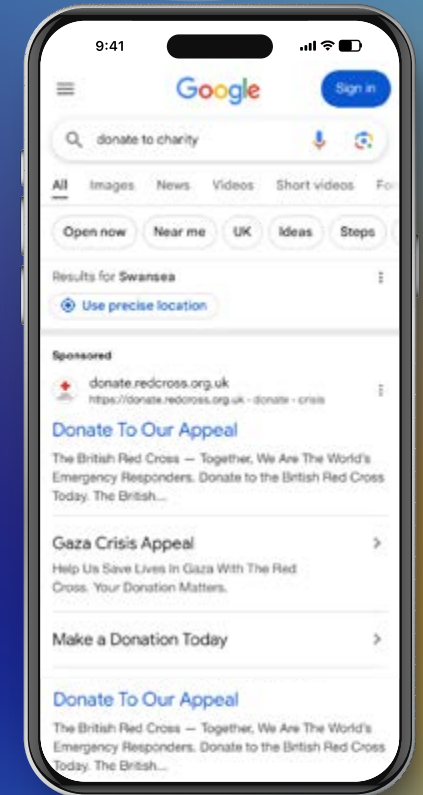 9:41
Google
Sign in
donate to charity
All Images News Videos Short videos Fo
Open now Near me UK Ideas Steps
Results for Swansea
Use precise location
Sponsored
donate.redcross.org.uk
https://donate.redcross.org.uk › donate › crisis
Donate To Our Appeal
The British Red Cross — Together, We Are The World's
Emergency Responders. Donate to the British Red Cross
Today. The British...
Gaza Crisis Appeal
Help Us Save Lives In Gaza With The Red
Cross. Your Donation Matters.
Make a Donation Today
Donate To Our Appeal
The British Red Cross — Together, We Are The World's
Emergency Responders. Donate to the British Red Cross
Today. The British...